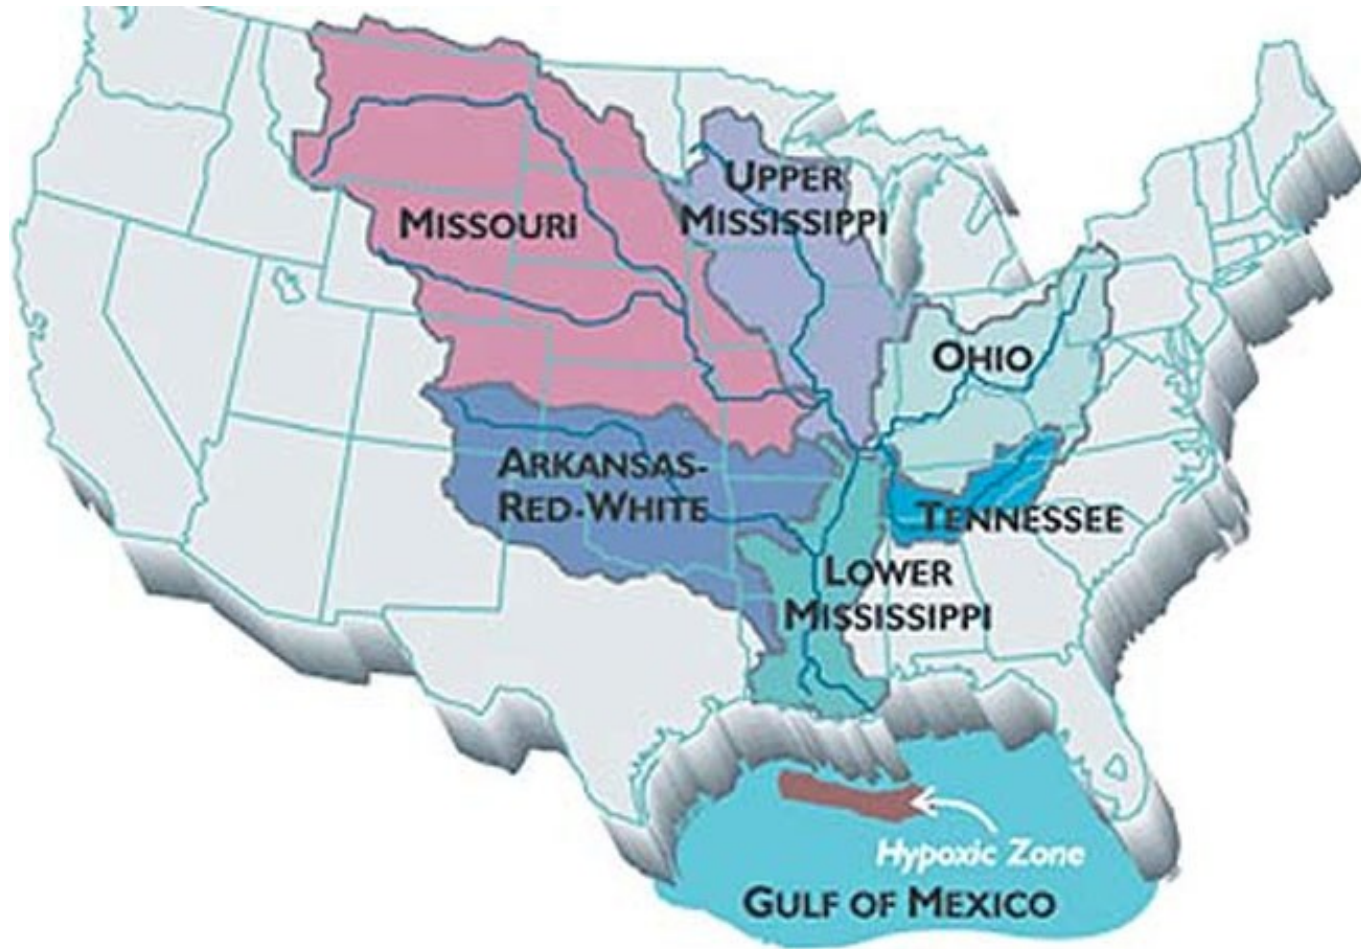 UPPER
MISSISSIPPI
MISSOURI
OHIO
ARKANSAS-
RED-WHITE
TENNESSEE
LOWER
MISSISSIPPI
Hypoxic Zone
GULF OF MEXICO